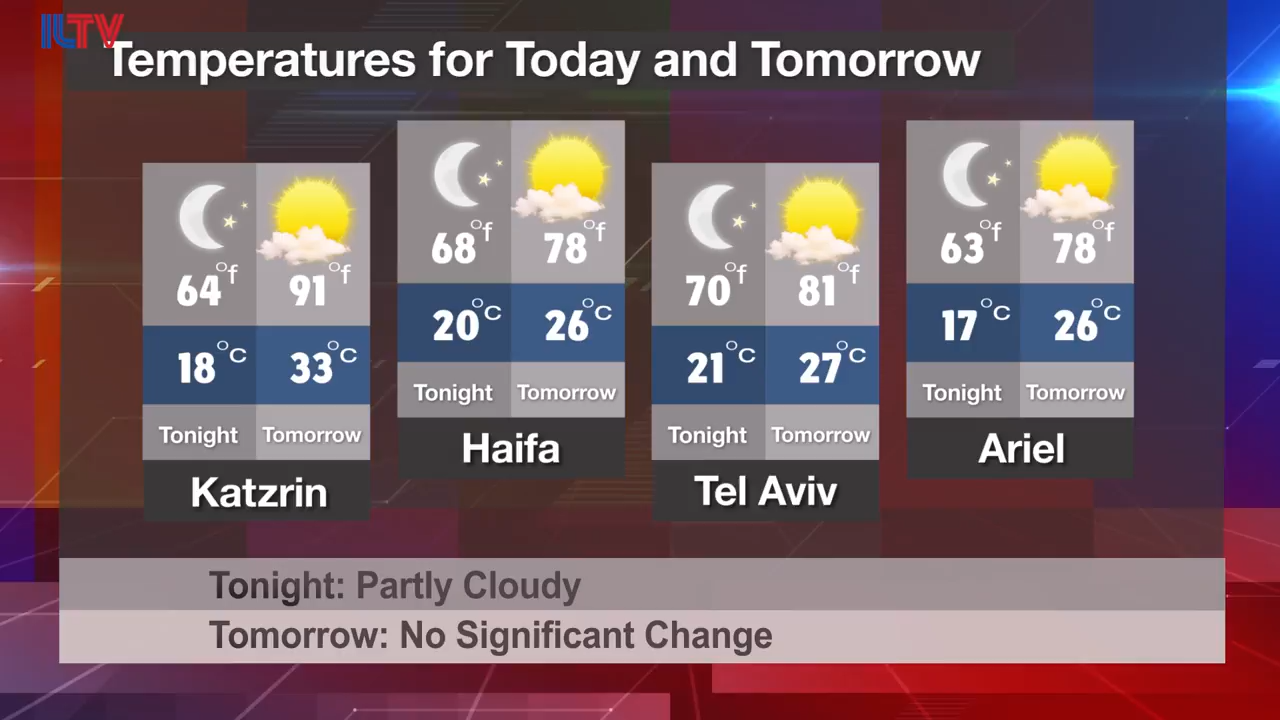 ILTV
Temperatures for Today and Tomorrow
64°f 91°f
18°C 33°C
Tonight Tomorrow
Katzrin
68°f 78°f
20°C 26°C
Tonight Tomorrow
Haifa
70°f 81°f
21°C 27°C
Tonight Tomorrow
Tel Aviv
63°f 78°f
17°C 26°C
Tonight Tomorrow
Ariel
Tonight: Partly Cloudy
Tomorrow: No Significant Change